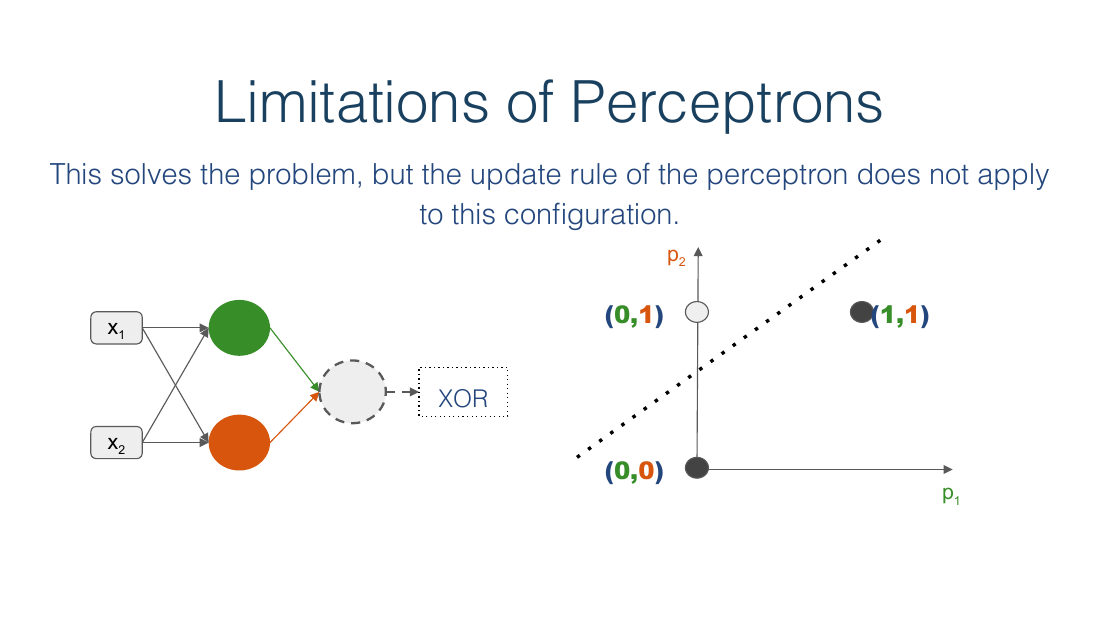 Limitations of Perceptrons
This solves the problem, but the update rule of the perceptron does not apply
to this configuration.
x1
x2
XOR
p2
(0,1)
(1,1)
(0,0)
p1